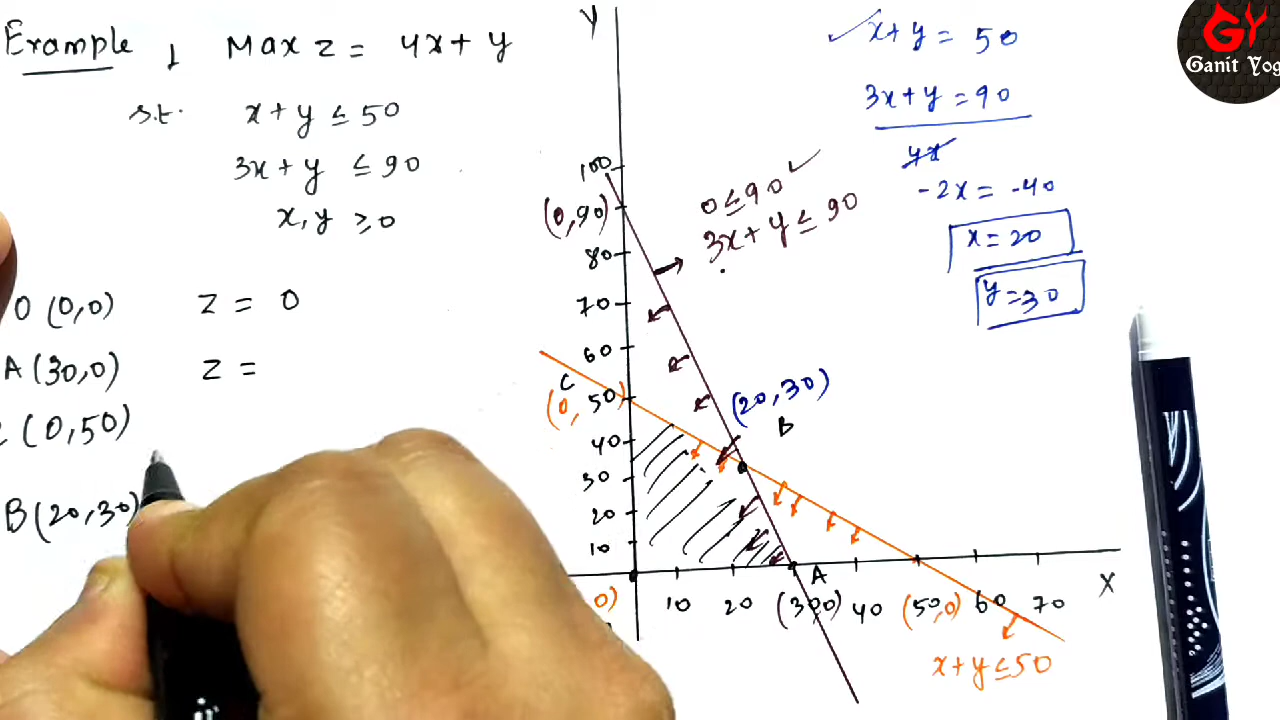 Example 1 Max z = 4x + y
s.t. x + y ≤ 50
3x + y ≤ 90
x, y ≥ 0
O (0,0) z = 0
A (30,0) z =
(0,50)
B (20,30)
Y
100
(0,90)
80
70
60
C
(0, 50)
40
30
20
10
0)
10 20 (30,0) 40 (50,0) 60 70
X
A
(20,30)
B
0 ≤ 90 ✓
3x + y ≤ 90
x + y ≤ 50
✓ x + y = 50
3x + y = 90
4x
-2x = -40
x = 20
y = 30
GY
Ganit Yog